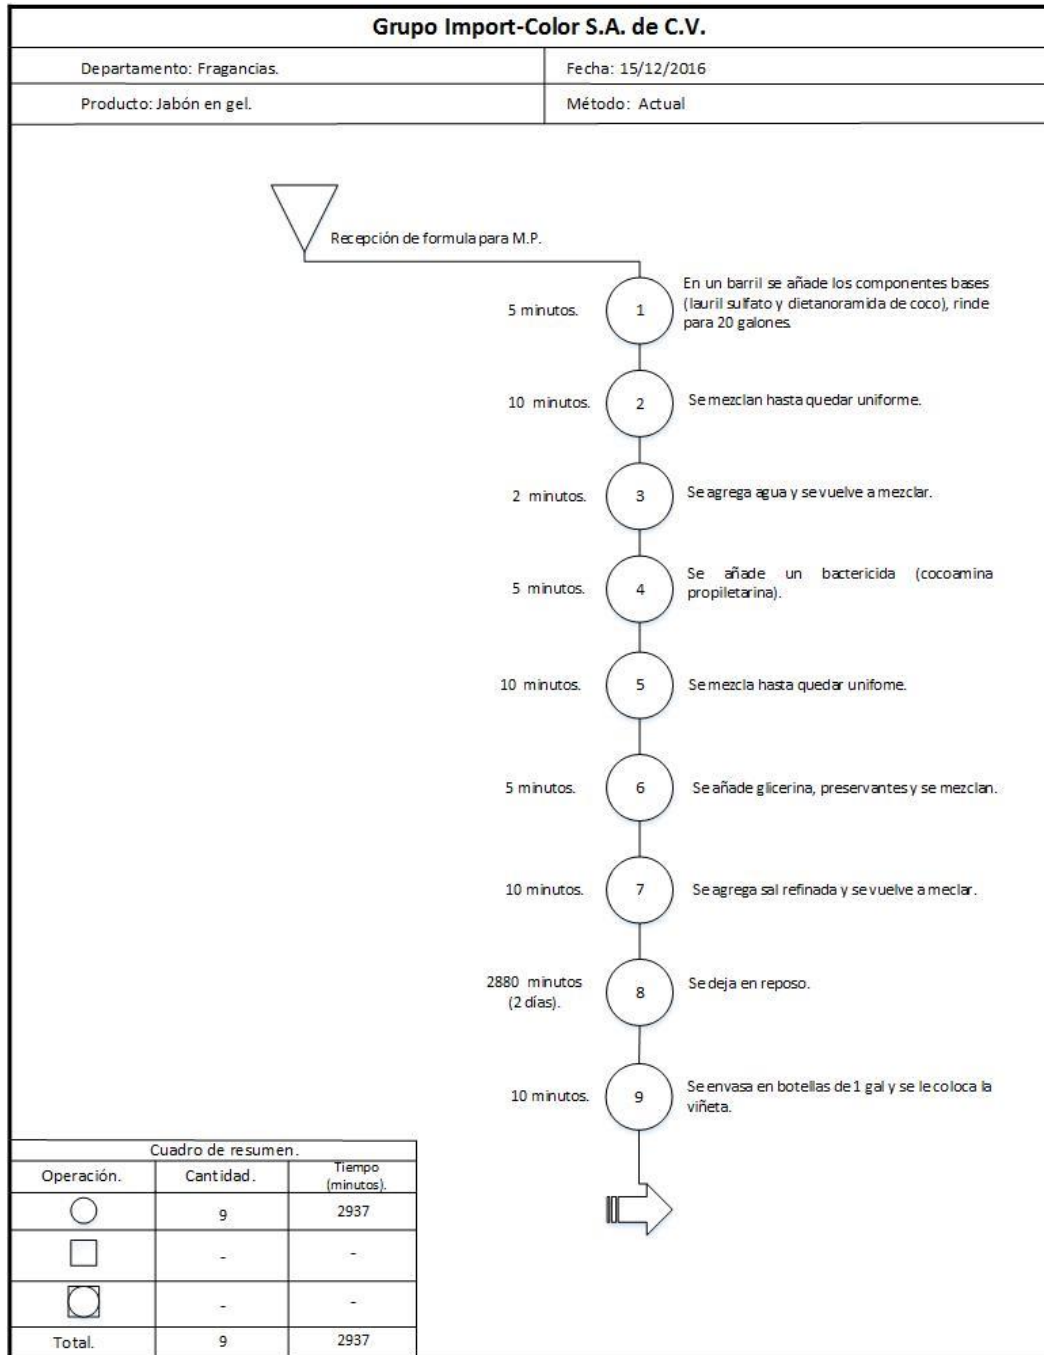 Grupo Import-Color S.A. de C.V.
Departamento: Fragancias.
Fecha: 15/12/2016
Producto: Jabón en gel.
Método: Actual
Recepción de formula para M.P.
5 minutos.
1
En un barril se añade los componentes bases
(lauril sulfato y dietanoramida de coco), rinde
para 20 galones.
10 minutos.
2
Se mezclan hasta quedar uniforme.
2 minutos.
3
Se agrega agua y se vuelve a mezclar.
5 minutos.
4
Se añade un bactericida (cocoamina
propiletarina).
10 minutos.
5
Se mezcla hasta quedar unifome.
5 minutos.
6
Se añade glicerina, preservantes y se mezclan.
10 minutos.
7
Se agrega sal refinada y se vuelve a meclar.
2880 minutos
(2 días).
8
Se deja en reposo.
10 minutos.
9
Se envasa en botellas de 1 gal y se le coloca la
viñeta.
Cuadro de resumen.
Operación.
Cantidad.
Tiempo
(minutos).
9
2937
-
-
-
-
Total.
9
2937